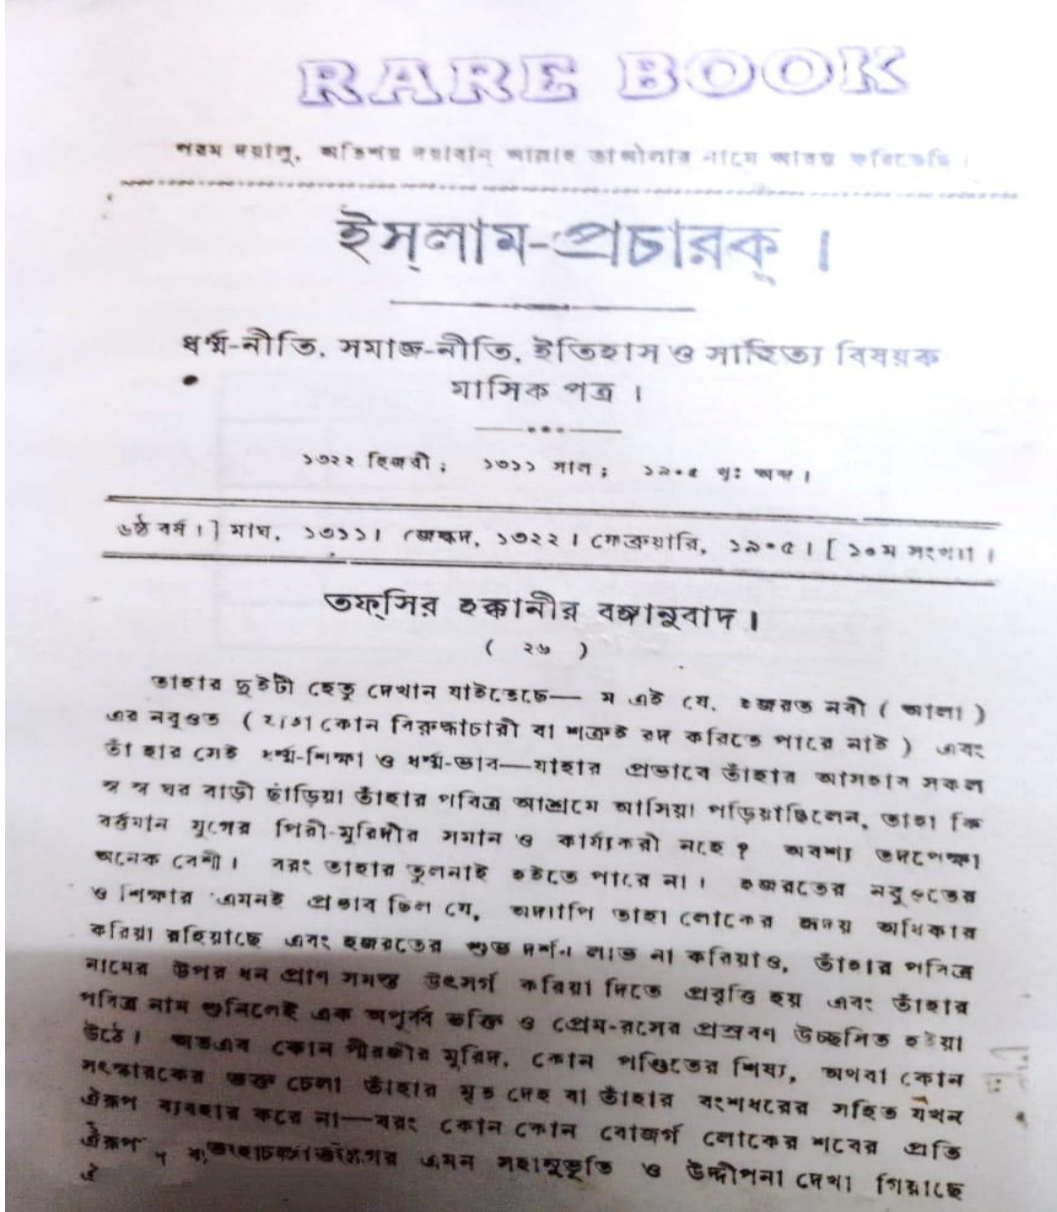 RARE BOOK
পরম দয়ালু, অতিশয় দয়াবান্ আল্লাহ তাআলার নামে আরম্ভ করিতেছি।
ইস্‌লাম-প্রচারক্।
ধর্ম্ম-নীতি, সমাজ-নীতি, ইতিহাস ও সাহিত্য বিষয়ক
মাসিক পত্র।
১৩২২ হিজরী; ১৩১১ সাল; ১৯০৫ খৃঃ অব্দ।
৬ষ্ঠ বর্ষ।] মাঘ, ১৩১১। জেল্কদ, ১৩২২। ফেব্রুয়ারি, ১৯০৫। [১০ম সংখ্যা।
তফ্‌সির হক্কানীর বঙ্গানুবাদ।
( ২৬ )
তাহার দুইটী হেতু দেখান যাইতেছে— ম এই যে, হজরত নবী ( আলা )
এর নবুওত ( যাহা কোন বিরুদ্ধাচারী বা শত্রুই রদ করিতে পারে নাই ) এবং
তাঁহার সেই ধর্ম্ম-শিক্ষা ও ধর্ম্ম-ভাব—যাহার প্রভাবে তাঁহার আসহাব সকল
স্ব স্ব ঘর বাড়ী ছাঁড়িয়া তাঁহার পবিত্র আশ্রমে আসিয়া পড়িয়াছিলেন, তাহা কি
বর্ত্তমান যুগের পিরী-মুরিদীর সমান ও কার্য্যকরী নহে? অবশ্য তদপেক্ষা
অনেক বেশী। বরং তাহার তুলনাই হইতে পারে না। হজরতের নবুওতের
ও শিক্ষার এমনই প্রভাব ছিল যে, অদ্যাপি তাহা লোকের হৃদয় অধিকার
করিয়া রহিয়াছে এবং হজরতের শুভ দর্শন লাভ না করিয়াও, তাঁহার পবিত্র
নামের উপর ধন প্রাণ সমস্ত উৎসর্গ করিয়া দিতে প্রবৃত্তি হয় এবং তাঁহার
পবিত্র নাম শুনিলেই এক অপূর্ব্ব ভক্তি ও প্রেম-রসের প্রস্রবণ উচ্ছসিত হইয়া
উঠে। অতএব কোন পীরজীর মুরিদ, কোন পণ্ডিতের শিষ্য, অথবা কোন
সংস্কারকের ভক্ত চেলা তাঁহার মৃত দেহ বা তাঁহার বংশধরের সহিত যখন
ঐরূপ ব্যবহার করে না—বরং কোন কোন বোজর্গ লোকের শবের প্রতি
ঐরূপ এমন সহানুভূতি ও উদ্দীপনা দেখা গিয়াছে